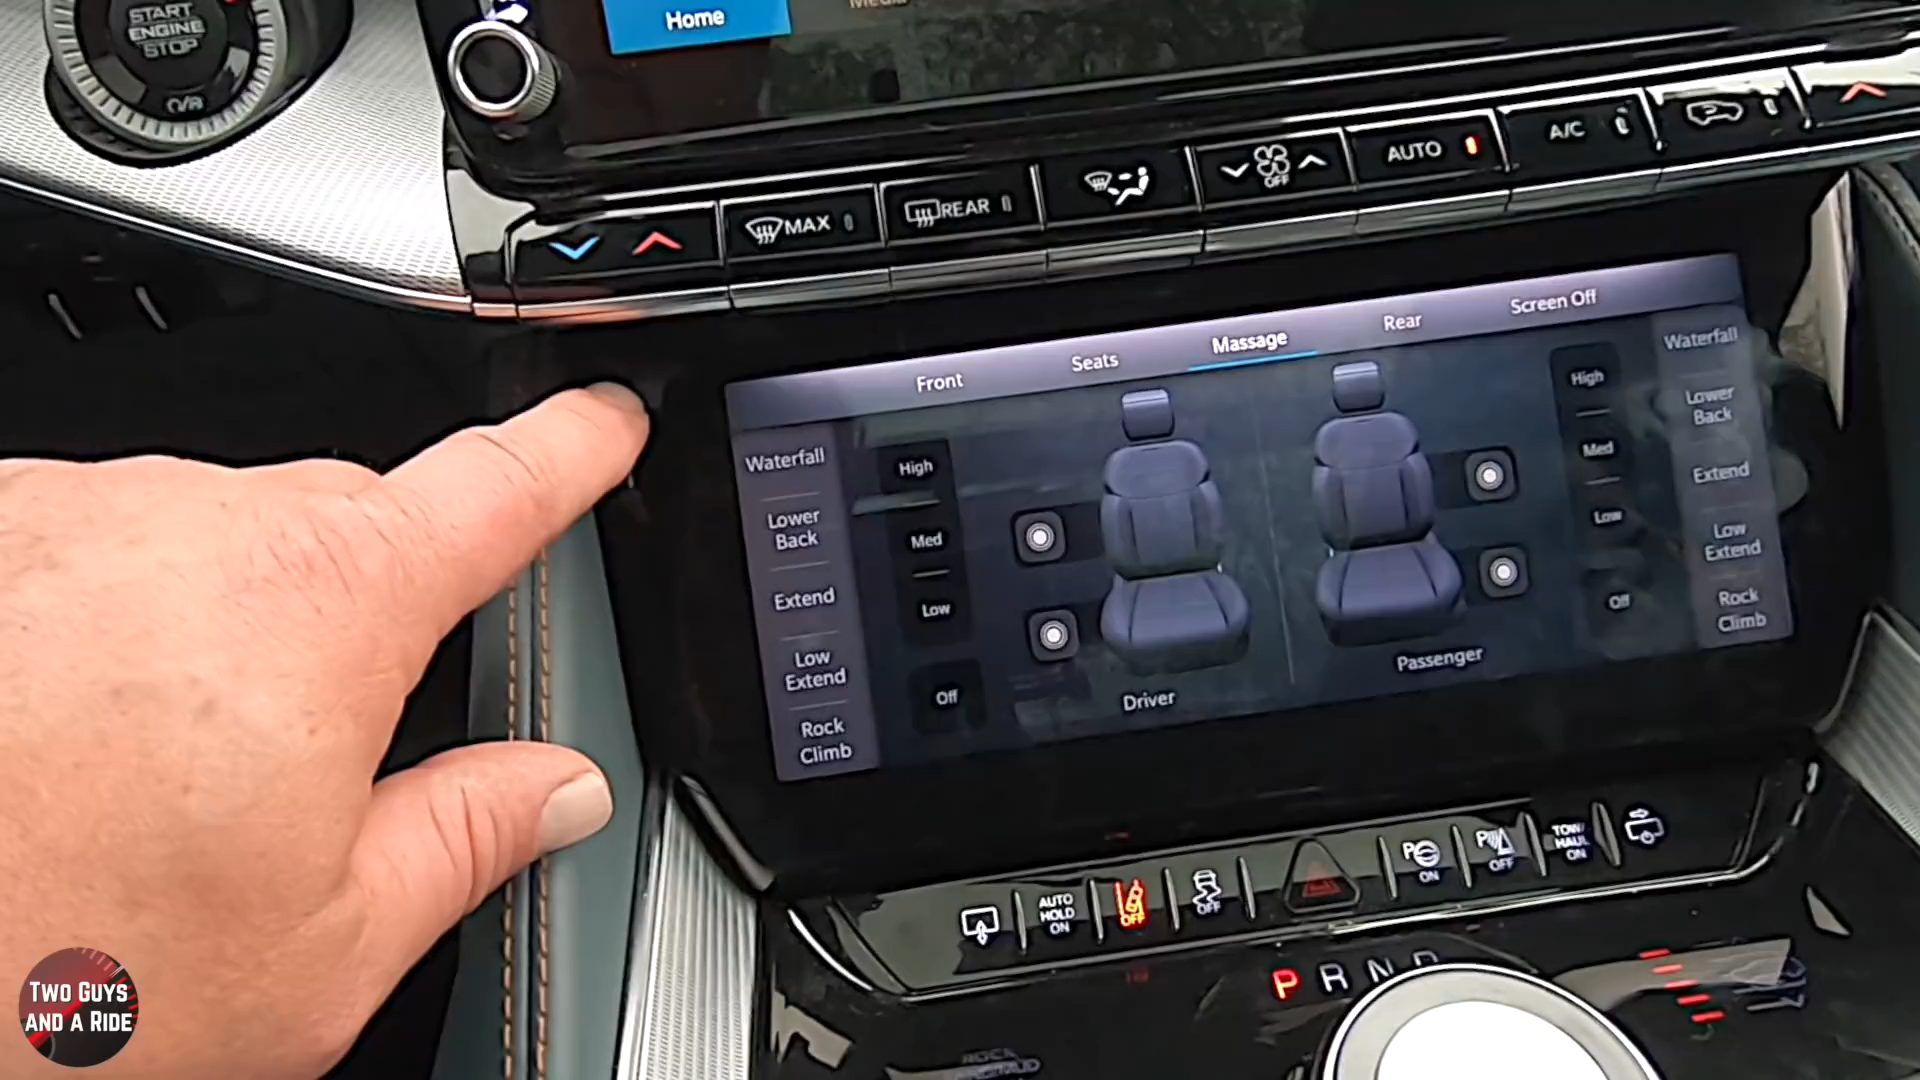 START
ENGINE
STOP
Home
Media
MAX
REAR
OFF
AUTO
A/C
Front
Seats
Massage
Rear
Screen Off
Waterfall
Lower
Back
Extend
Low
Extend
Rock
Climb
High
Med
Low
Off
Driver
Passenger
High
Med
Low
Off
Waterfall
Lower
Back
Extend
Low
Extend
Rock
Climb
AUTO
HOLD
ON
OFF
OFF
P
ON
P
OFF
TOW/
HAUL
ON
P R N D
ROCK
TWO GUYS
AND A RIDE